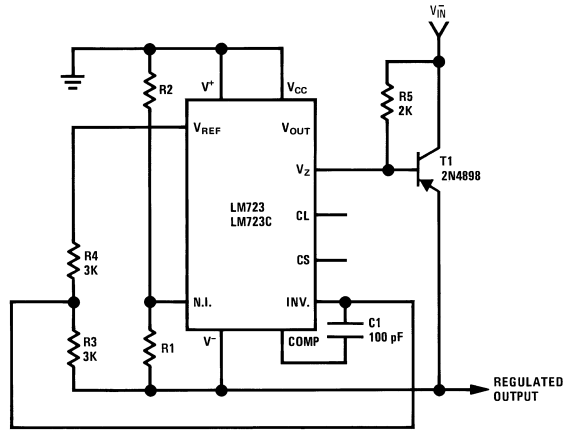 V‾IN
R2
V+
VCC
R5
2K
VREF
VOUT
T1
2N4898
VZ
LM723
LM723C
CL
R4
3K
CS
N.I.
INV.
R3
3K
R1
C1
100 pF
V−
COMP
REGULATED
OUTPUT